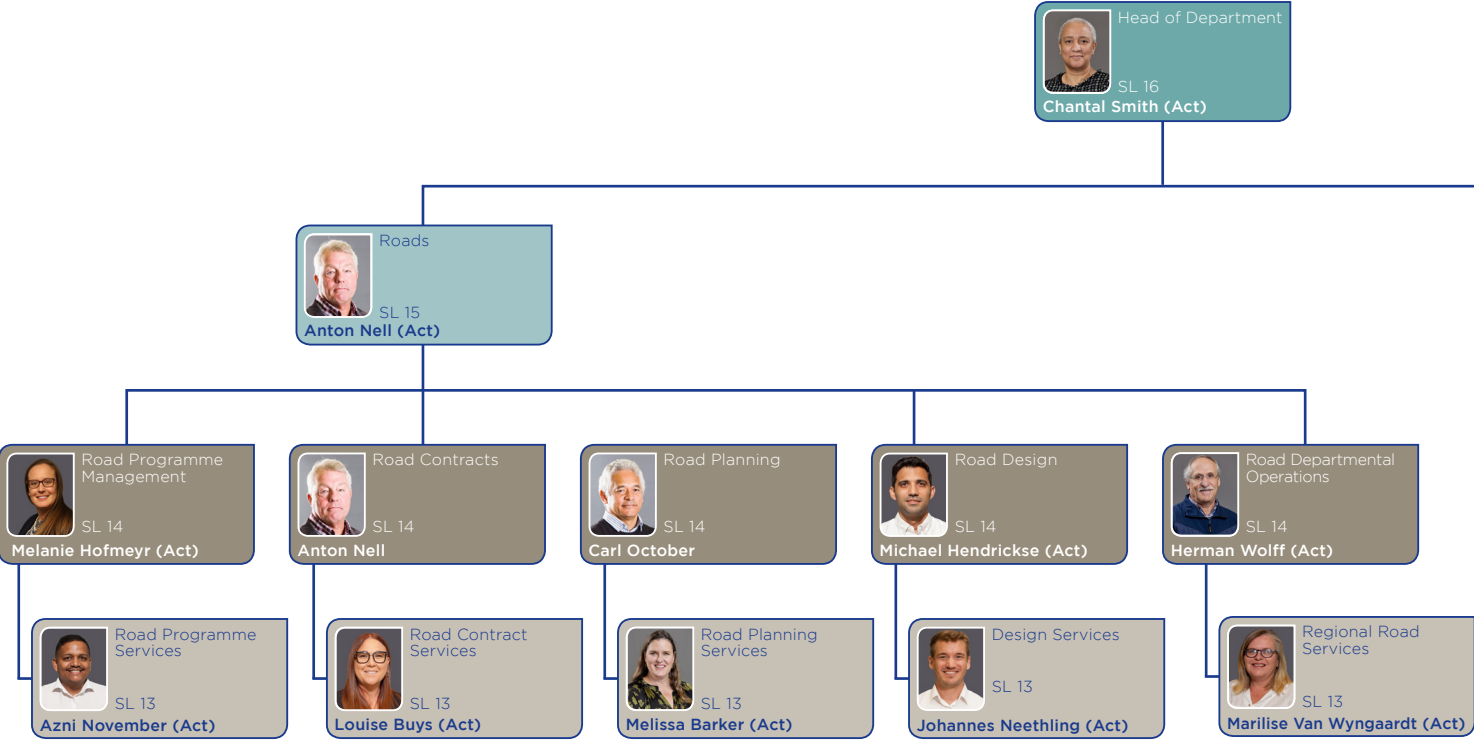 Head of Department
SL 16
Chantal Smith (Act)
Roads
SL 15
Anton Nell (Act)
Road Programme
Management
SL 14
Melanie Hofmeyr (Act)
Road Contracts
SL 14
Anton Nell
Road Planning
SL 14
Carl October
Road Design
SL 14
Michael Hendrickse (Act)
Road Departmental
Operations
SL 14
Herman Wolff (Act)
Road Programme
Services
SL 13
Azni November (Act)
Road Contract
Services
SL 13
Louise Buys (Act)
Road Planning
Services
SL 13
Melissa Barker (Act)
Design Services
SL 13
Johannes Neethling (Act)
Regional Road
Services
SL 13
Marilise Van Wyngaardt (Act)